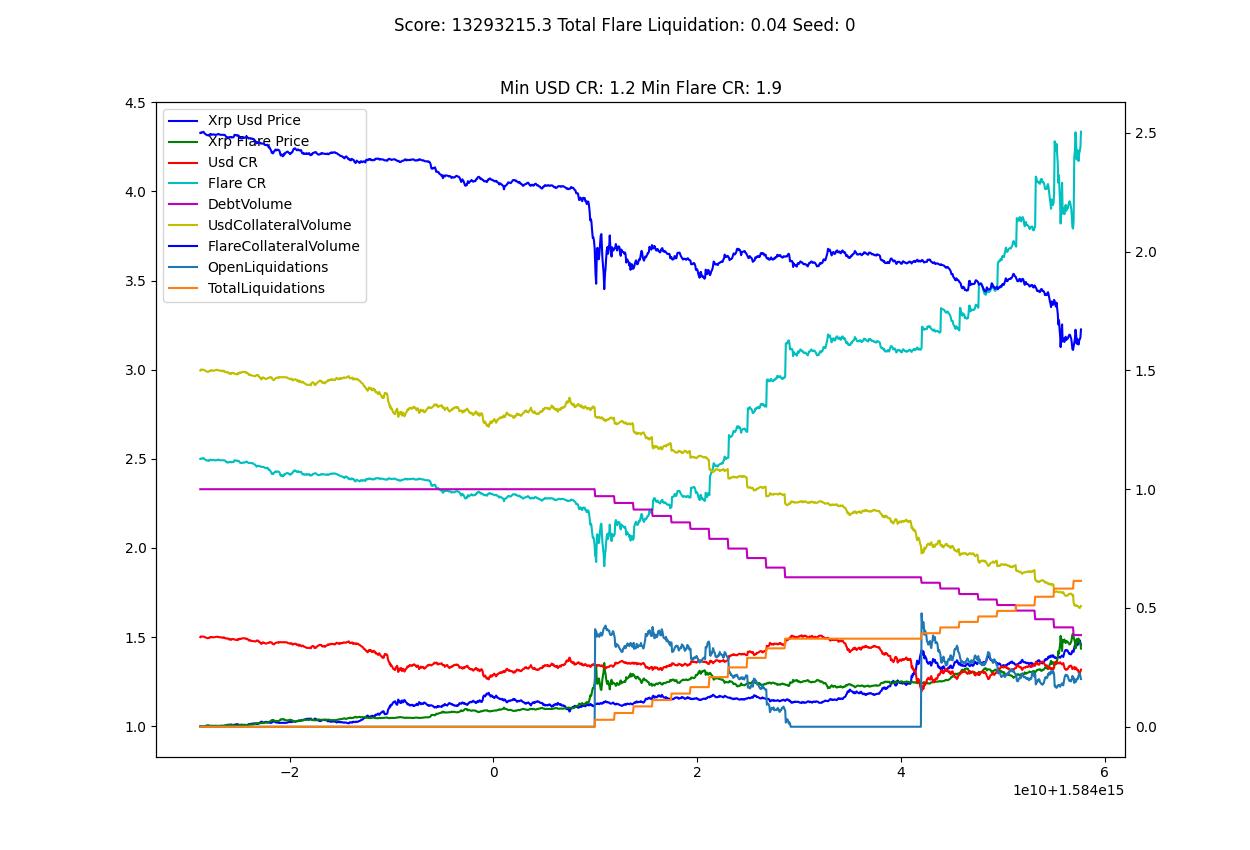 Score: 13293215.3 Total Flare Liquidation: 0.04 Seed: 0
Min USD CR: 1.2 Min Flare CR: 1.9
Xrp Usd Price
Xrp Flare Price
Usd CR
Flare CR
DebtVolume
UsdCollateralVolume
FlareCollateralVolume
OpenLiquidations
TotalLiquidations
4.5
4.0
3.5
3.0
2.5
2.0
1.5
1.0
2.5
2.0
1.5
1.0
0.5
0.0
−2 0 2 4 6
1e10+1.584e15